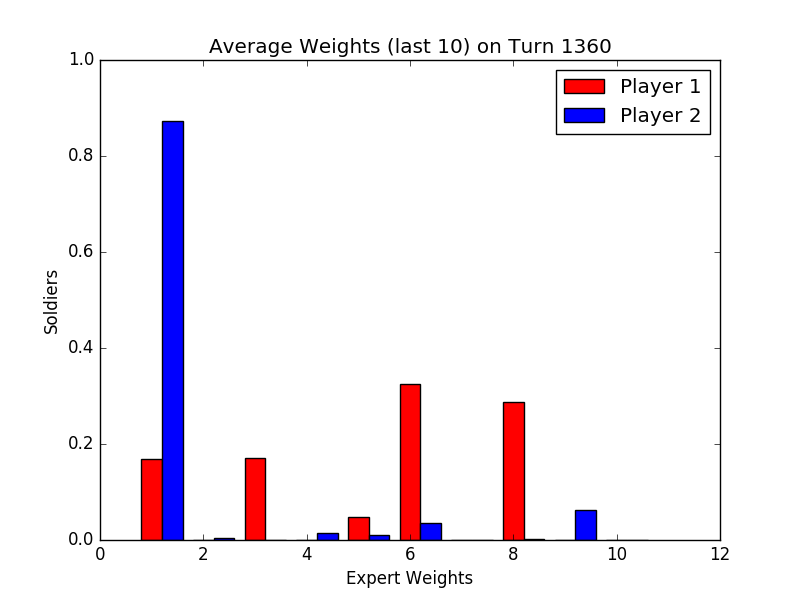 Average Weights (last 10) on Turn 1360
1.0
0.8
0.6
0.4
0.2
0.0
Soldiers
Player 1
Player 2
0 2 4 6 8 10 12
Expert Weights